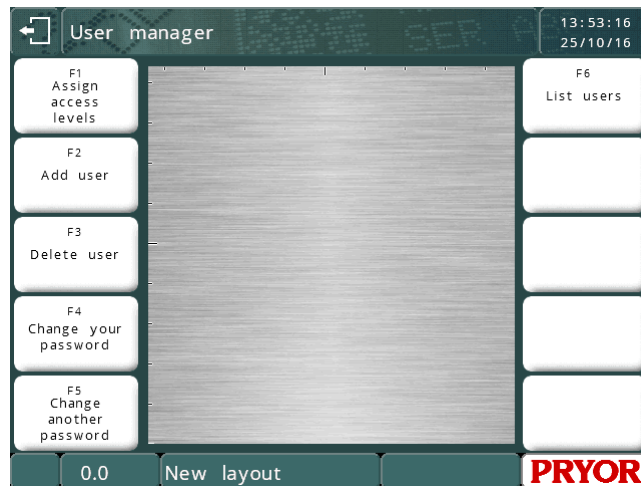 User manager
13:53:16
25/10/16
F1
Assign
access
levels
F2
Add user
F3
Delete user
F4
Change your
password
F5
Change
another
password
F6
List users
0.0
New layout
PRYOR